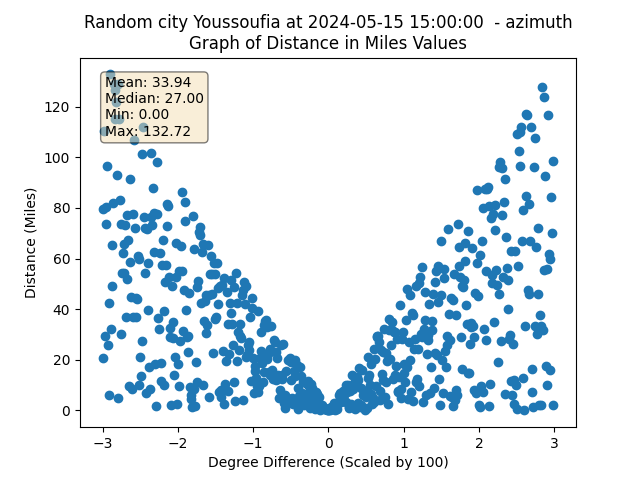 Random city Youssoufia at 2024-05-15 15:00:00  - azimuth
Graph of Distance in Miles Values
Mean: 33.94
Median: 27.00
Min: 0.00
Max: 132.72
120
100
80
60
40
20
0
Distance (Miles)
−3 −2 −1 0 1 2 3
Degree Difference (Scaled by 100)